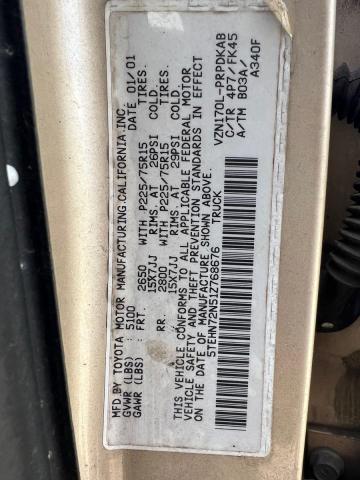 MFD BY TOYOTA MOTOR MANUFACTURING, CALIFORNIA, INC.
DATE 01/01
GVWR (LBS) : 5100
GAWR (LBS) : FRT. 2650 WITH P225/75R15 TIRES.
15X7JJ RIMS. AT 26PSI COLD.
RR. 2800 WITH P225/75R15 TIRES.
15X7JJ RIMS. AT 29PSI COLD.
THIS VEHICLE CONFORMS TO ALL APPLICABLE FEDERAL MOTOR
VEHICLE SAFETY AND THEFT PREVENTION STANDARDS IN EFFECT
ON THE DATE OF MANUFACTURE SHOWN ABOVE.
5TEHN72N51Z768676 TRUCK
VZN170L-PRPDKAB
C/TR 4P7/FK45
A/TM B03A/
A340F